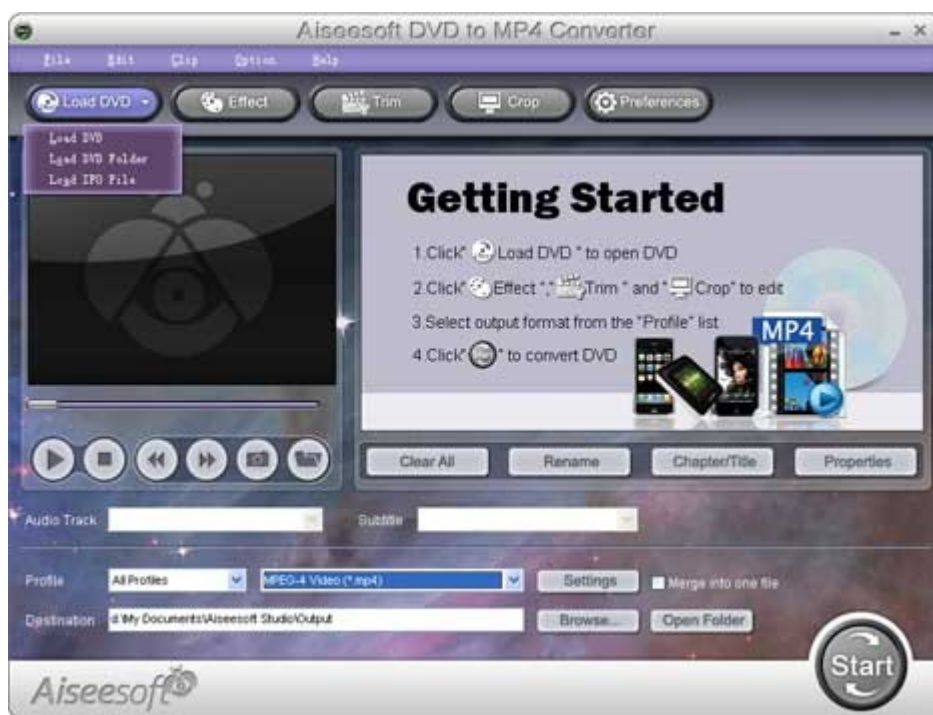 Aiseesoft DVD to MP4 Converter
File Edit Clip Option Help
Load DVD Effect Trim Crop Preferences
Load DVD
Load DVD Folder
Load IFO File
Getting Started
1.Click" Load DVD " to open DVD
2.Click" Effect "," Trim " and " Crop" to edit
3.Select output format from the "Profile" list
4.Click" " to convert DVD
MP4
Clear All Rename Chapter/Title Properties
Audio Track Subtitle
Profile All Profiles MPEG-4 Video (*.mp4) Settings Merge into one file
Destination d:\My Documents\Aiseesoft Studio\Output Browse... Open Folder
Start
Aiseesoft